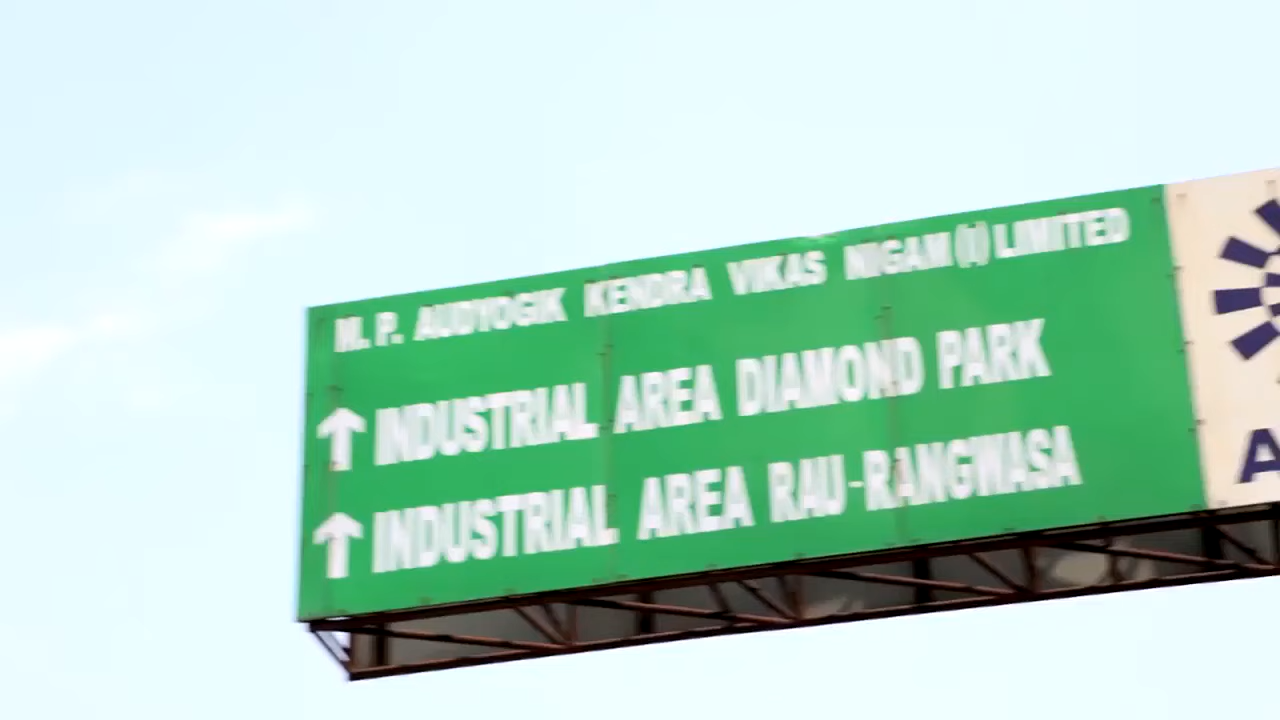 M. P. AUDYOGIK KENDRA VIKAS NIGAM (I) LIMITED
↑ INDUSTRIAL AREA DIAMOND PARK
↑ INDUSTRIAL AREA RAU-RANGWASA
A